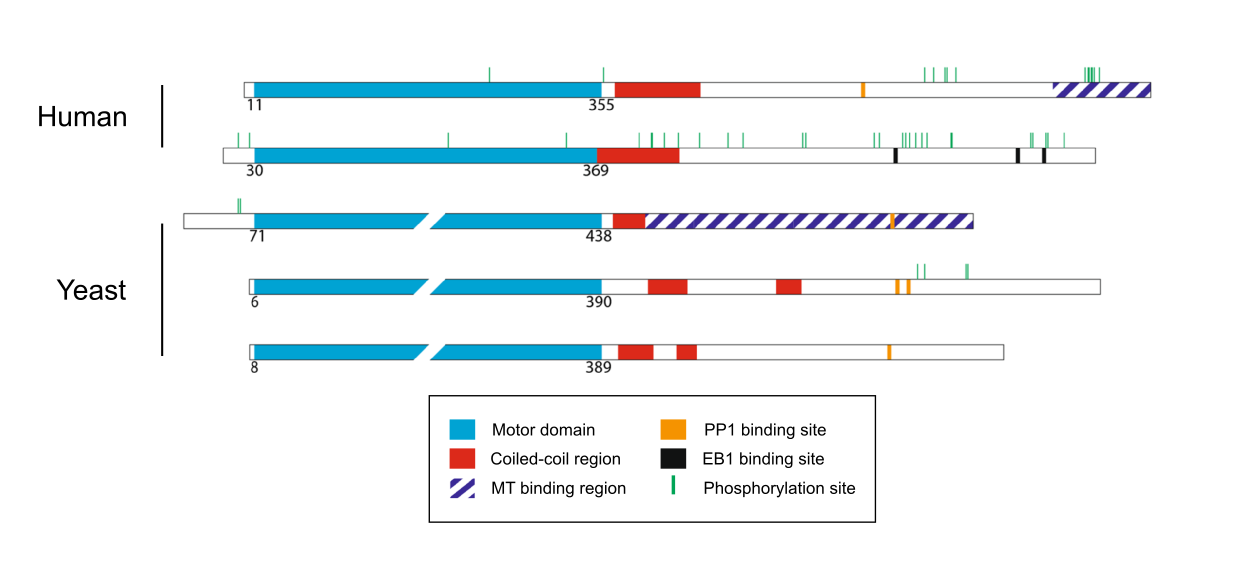 Human
11 355
30 369
Yeast
71 438
6 390
8 389
Motor domain
PP1 binding site
Coiled-coil region
EB1 binding site
MT binding region
Phosphorylation site